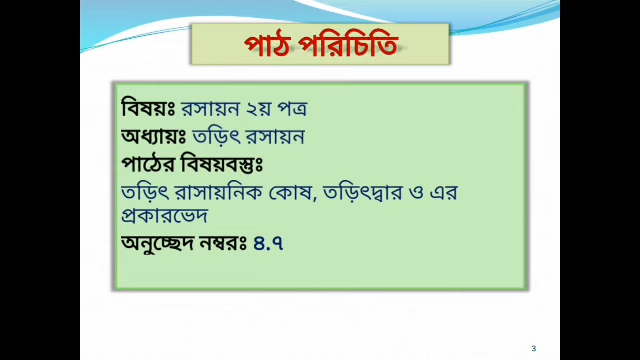 পাঠ পরিচিতি
বিষয়ঃ রসায়ন ২য় পত্র
অধ্যায়ঃ তড়িৎ রসায়ন
পাঠের বিষয়বস্তুঃ
তড়িৎ রাসায়নিক কোষ, তড়িৎদ্বার ও এর
প্রকারভেদ
অনুচ্ছেদ নম্বরঃ ৪.৭
3